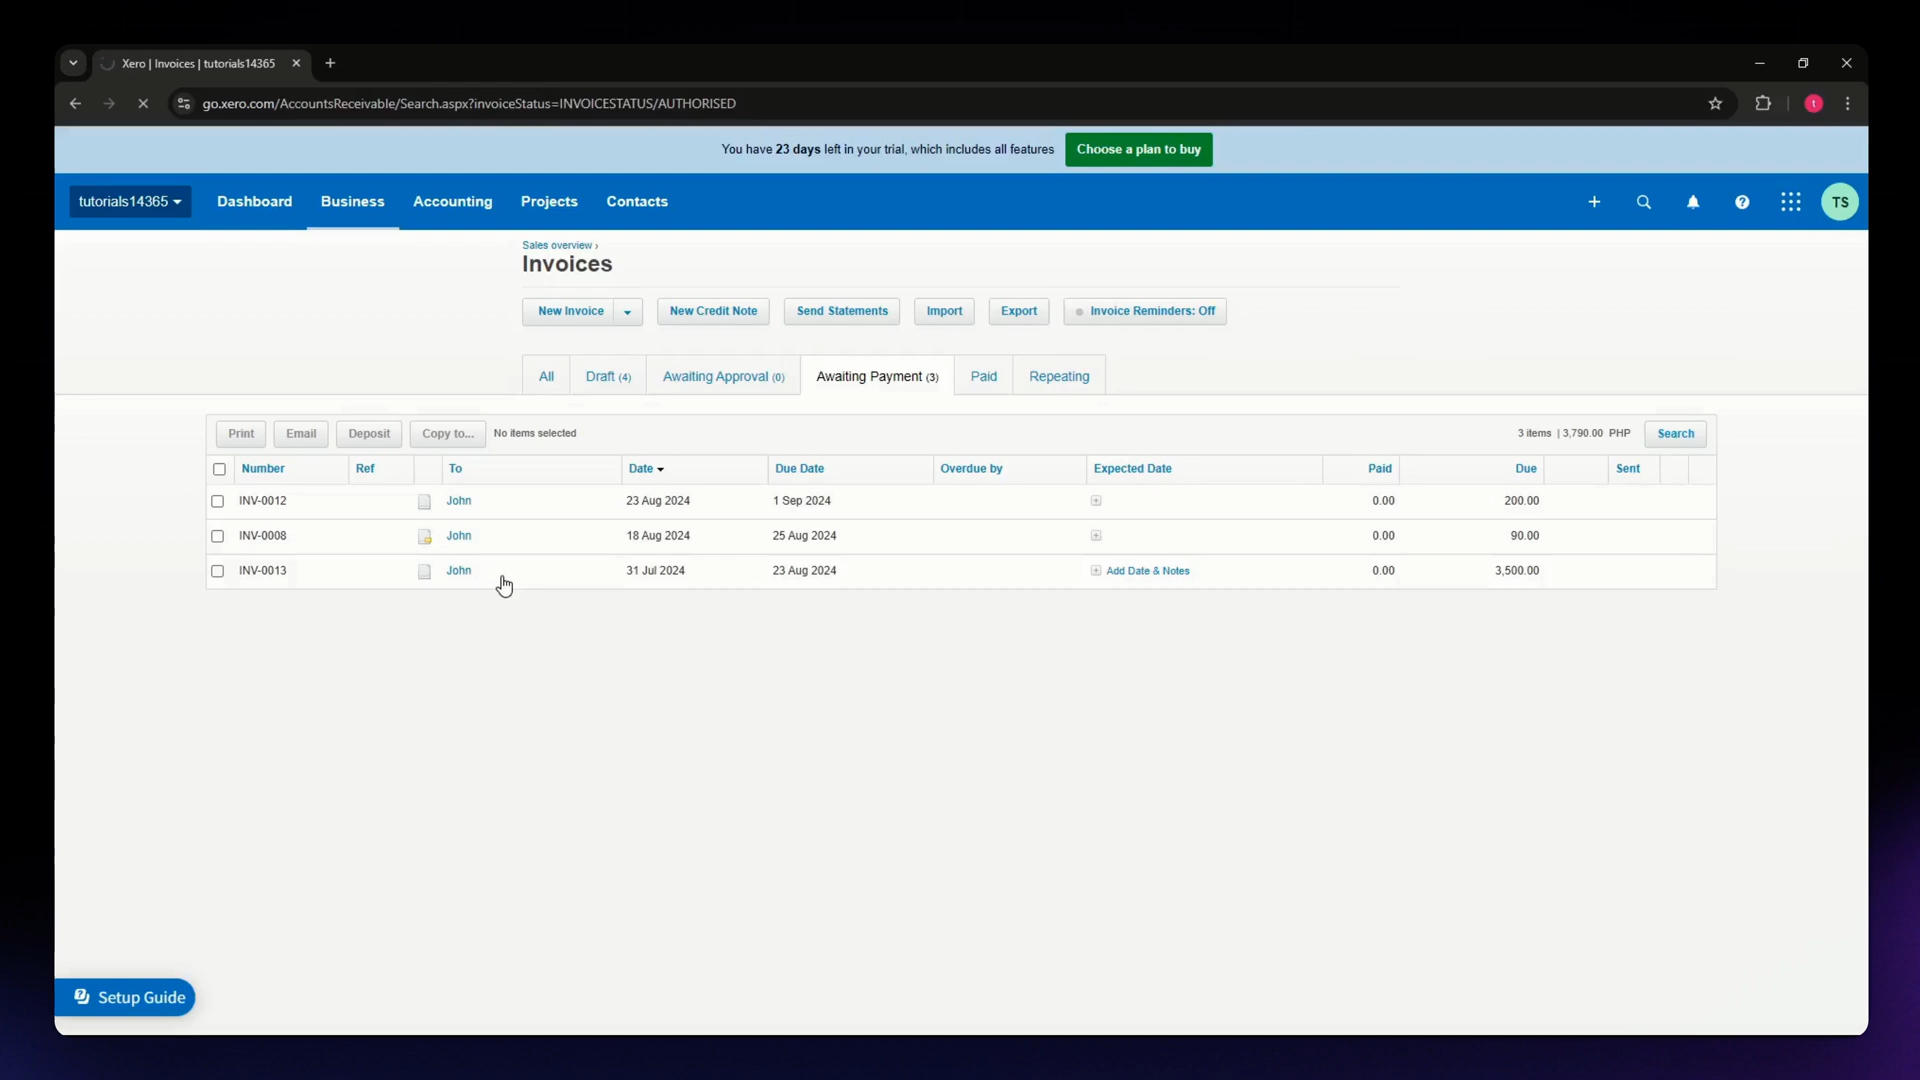 Xero | Invoices | tutorials14365
go.xero.com/AccountsReceivable/Search.aspx?invoiceStatus=INVOICESTATUS/AUTHORISED
t
You have 23 days left in your trial, which includes all features
Choose a plan to buy
tutorials14365 Dashboard Business Accounting Projects Contacts
TS
Sales overview ›
Invoices
New Invoice New Credit Note Send Statements Import Export Invoice Reminders: Off
All Draft (4) Awaiting Approval (0) Awaiting Payment (3) Paid Repeating
Print Email Deposit Copy to... No items selected 3 items | 3,790.00 PHP Search
Number Ref To Date Due Date Overdue by Expected Date Paid Due Sent
INV-0012 John 23 Aug 2024 1 Sep 2024 0.00 200.00
INV-0008 John 18 Aug 2024 25 Aug 2024 0.00 90.00
INV-0013 John 31 Jul 2024 23 Aug 2024 Add Date & Notes 0.00 3,500.00
Setup Guide